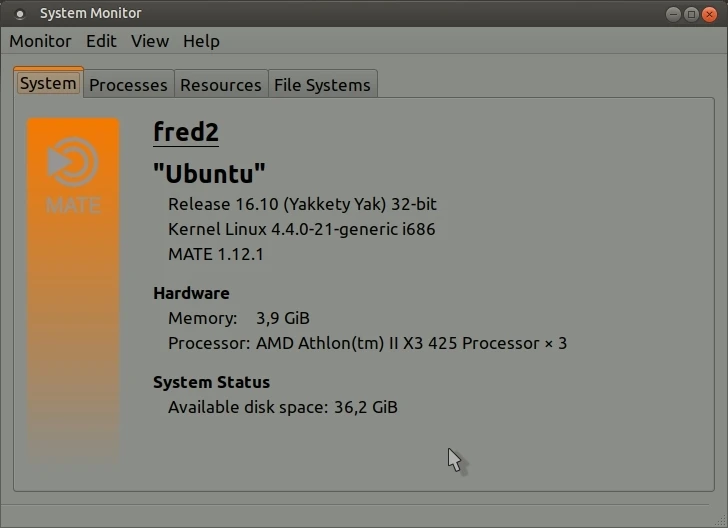 System Monitor
Monitor Edit View Help
System Processes Resources File Systems
MATE
fred2
"Ubuntu"
Release 16.10 (Yakkety Yak) 32-bit
Kernel Linux 4.4.0-21-generic i686
MATE 1.12.1
Hardware
Memory: 3,9 GiB
Processor: AMD Athlon(tm) II X3 425 Processor × 3
System Status
Available disk space: 36,2 GiB